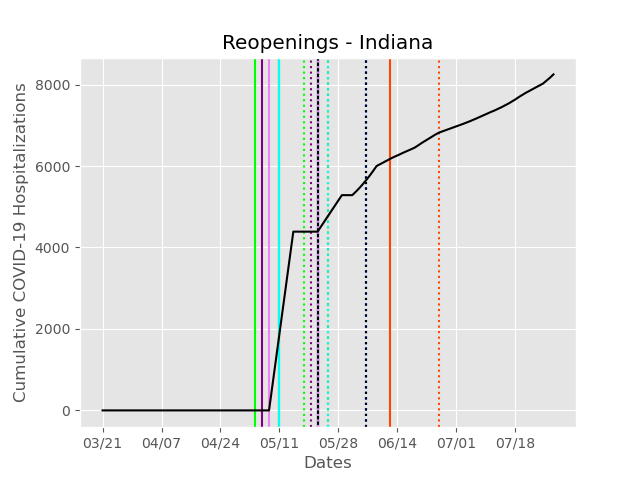 Reopenings - Indiana
Cumulative COVID-19 Hospitalizations
8000
6000
4000
2000
0
03/21 04/07 04/24 05/11 05/28 06/14 07/01 07/18
Dates